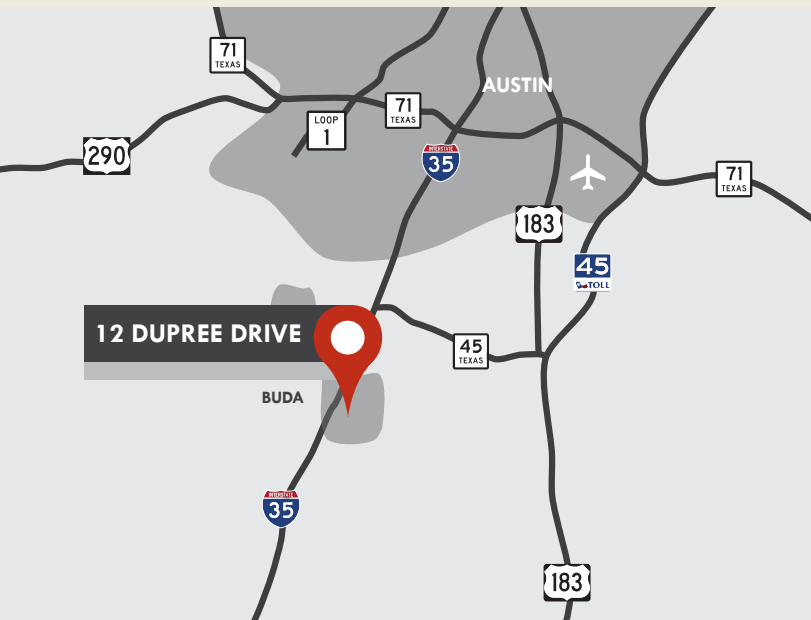 71
TEXAS
AUSTIN
71
TEXAS
LOOP
1
290
INTERSTATE
35
71
TEXAS
183
45
TOLL
12 DUPREE DRIVE
45
TEXAS
BUDA
INTERSTATE
35
183